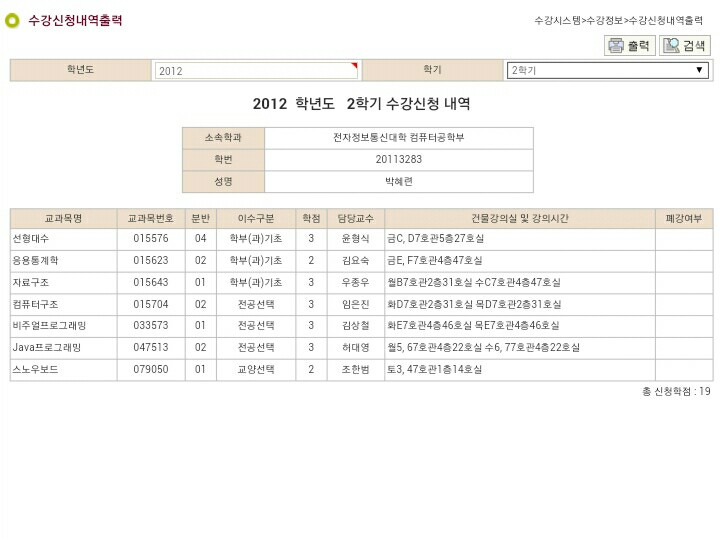 수강신청내역출력
수강시스템>수강정보>수강신청내역출력
출력 검색
학년도 2012 학기 2학기
2012 학년도 2학기 수강신청 내역
소속학과 전자정보통신대학 컴퓨터공학부
학번 20113283
성명 박혜련
교과목명 교과목번호 분반 이수구분 학점 담당교수 건물강의실 및 강의시간 폐강여부
선형대수 015576 04 학부(과)기초 3 윤형식 금C, D7호관5층27호실
응용통계학 015623 02 학부(과)기초 2 김요숙 금E, F7호관4층47호실
자료구조 015643 01 학부(과)기초 3 우종우 월B7호관2층31호실 수C7호관4층47호실
컴퓨터구조 015704 02 전공선택 3 임은진 화D7호관2층31호실 목D7호관2층31호실
비주얼프로그래밍 033573 01 전공선택 3 김상철 화E7호관4층46호실 목E7호관4층46호실
Java프로그래밍 047513 02 전공선택 3 허대영 월5, 67호관4층22호실 수6, 77호관4층22호실
스노우보드 079050 01 교양선택 2 조한범 토3, 47호관1층14호실
총 신청학점 : 19